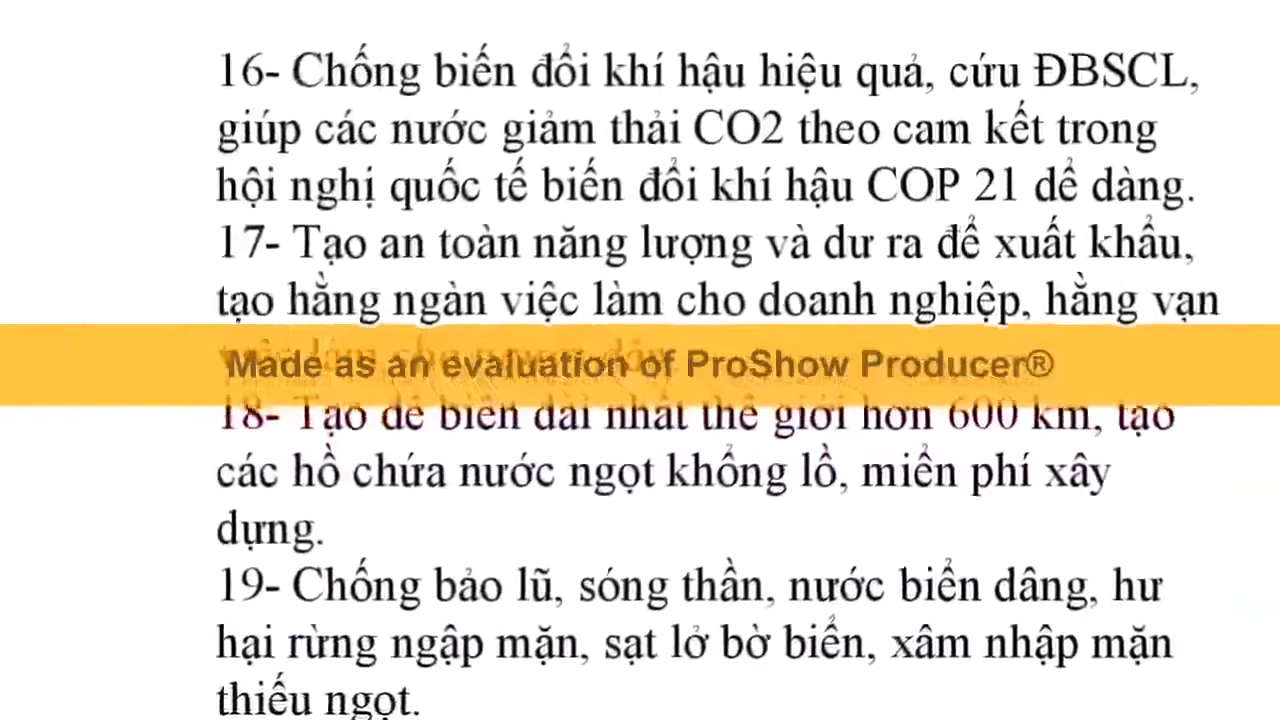 16- Chống biến đổi khí hậu hiệu quả, cứu ĐBSCL,
giúp các nước giảm thải CO2 theo cam kết trong
hội nghị quốc tế biến đổi khí hậu COP 21 dể dàng.
17- Tạo an toàn năng lượng và dư ra để xuất khẩu,
tạo hằng ngàn việc làm cho doanh nghiệp, hằng vạn
Made as an evaluation of ProShow Producer®
18- Tạo đê biển dài nhất thế giới hơn 600 km, tạo
các hồ chứa nước ngọt khổng lồ, miển phí xây
dựng.
19- Chống bảo lũ, sóng thần, nước biển dâng, hư
hại rừng ngập mặn, sạt lở bờ biển, xâm nhập mặn
thiếu ngọt.